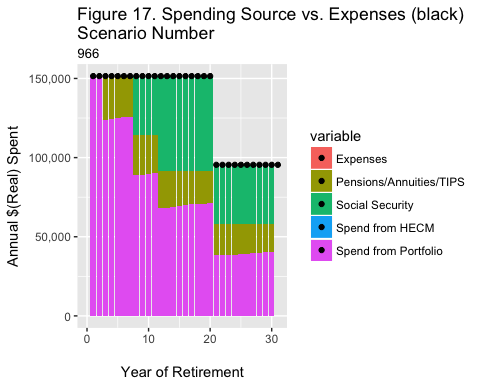 Figure 17. Spending Source vs. Expenses (black)
Scenario Number
966
150,000
100,000
50,000
0
Annual $(Real) Spent
0 10 20 30
Year of Retirement
variable
Expenses
Pensions/Annuities/TIPS
Social Security
Spend from HECM
Spend from Portfolio